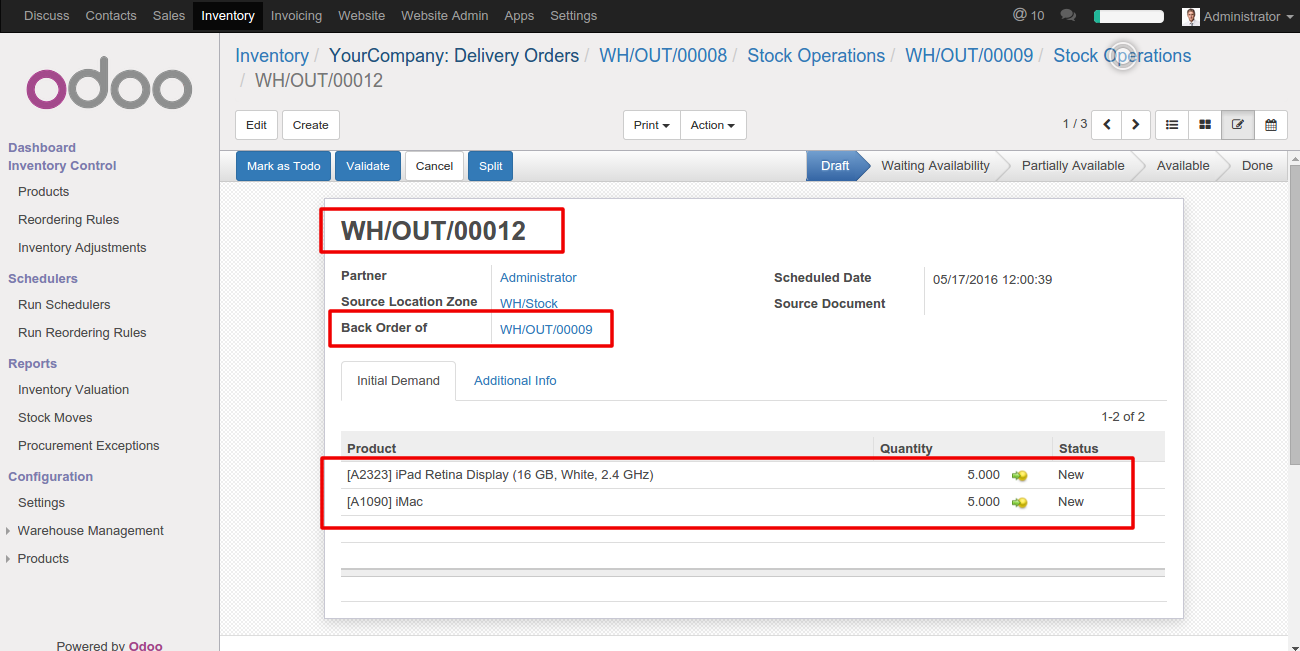 Discuss Contacts Sales Inventory Invoicing Website Website Admin Apps Settings @ 10 Administrator
odoo
Inventory / YourCompany: Delivery Orders / WH/OUT/00008 / Stock Operations / WH/OUT/00009 / Stock Operations
/ WH/OUT/00012
Edit Create Print Action 1 / 3
Mark as Todo Validate Cancel Split Draft Waiting Availability Partially Available Available Done
Dashboard
Inventory Control
Products
Reordering Rules
Inventory Adjustments
Schedulers
Run Schedulers
Run Reordering Rules
Reports
Inventory Valuation
Stock Moves
Procurement Exceptions
Configuration
Settings
Warehouse Management
Products
Powered by Odoo
WH/OUT/00012
Partner Administrator
Source Location Zone WH/Stock
Back Order of WH/OUT/00009
Scheduled Date 05/17/2016 12:00:39
Source Document
Initial Demand Additional Info
1-2 of 2
Product Quantity Status
[A2323] iPad Retina Display (16 GB, White, 2.4 GHz) 5.000 New
[A1090] iMac 5.000 New